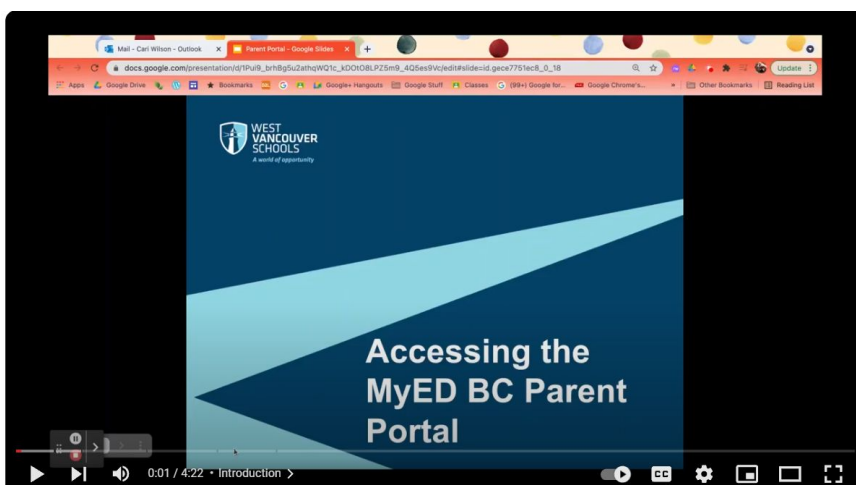 Mail - Cari Wilson - Outlook
Parent Portal - Google Slides
docs.google.com/presentation/d/1Pui9_brhBg5u2athqWQ1c_kDOtO8LPZ5m9_4Q5es9Vc/edit#slide=id.gece7751ec8_0_18
Update
Apps Google Drive Bookmarks Google+ Hangouts Google Stuff Classes (99+) Google for... Google Chrome's... » Other Bookmarks Reading List
WEST
VANCOUVER
SCHOOLS
A world of opportunity
Accessing the
MyED BC Parent
Portal
0:01 / 4:22 • Introduction >
CC